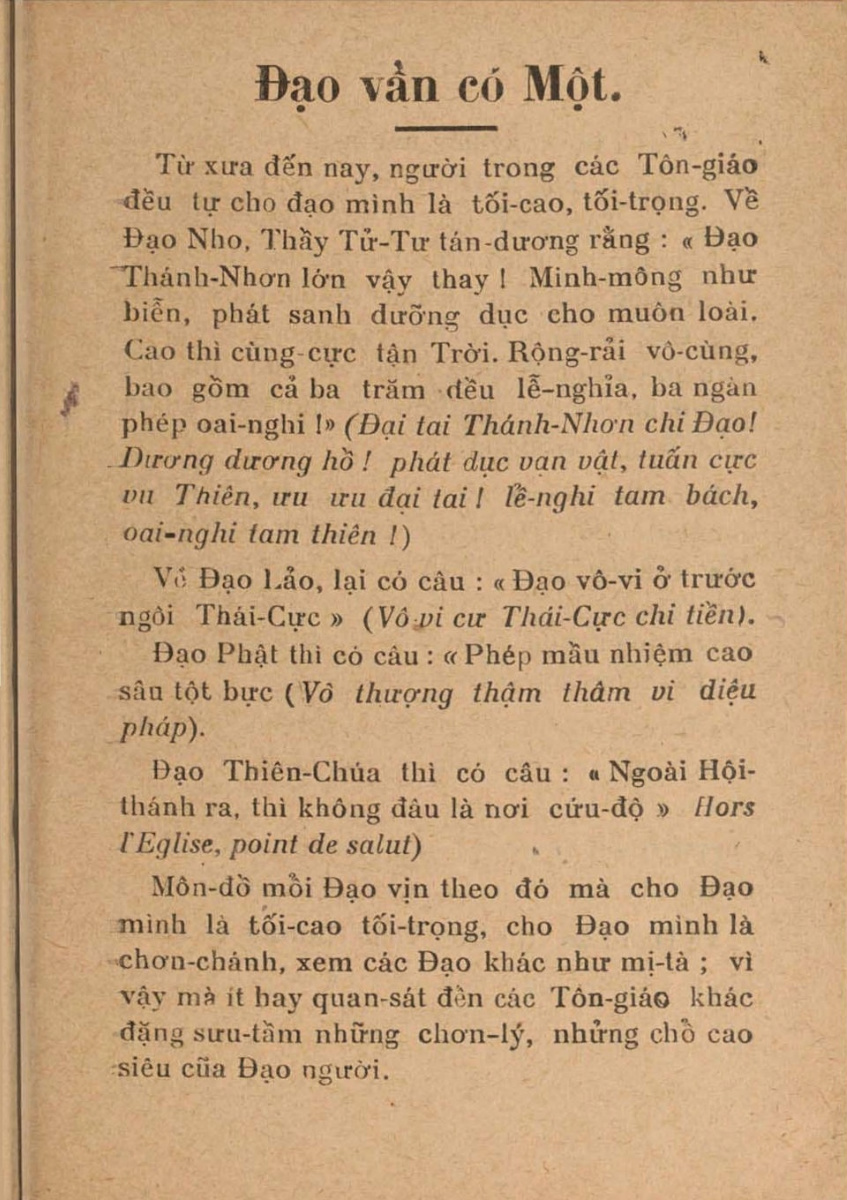 Đạo vẫn có Một.
Từ xưa đến nay, người trong các Tôn-giáo
đều tự cho đạo mình là tối-cao, tối-trọng. Về
Đạo Nho, Thầy Tử-Tư tán-dương rằng : « Đạo
Thánh-Nhơn lớn vậy thay ! Minh-mông như
biển, phát sanh dưỡng dục cho muôn loài.
Cao thì cùng-cực tận Trời. Rộng-rải vô-cùng,
bao gồm cả ba trăm đều lễ-nghĩa, ba ngàn
phép oai-nghi !» (Đại tai Thánh-Nhơn chi Đạo!
Dương dương hồ ! phát dục vạn vật, tuấn cực
vu Thiên, ưu ưu đại tai ! lễ-nghi tam bách,
oai-nghi tam thiên !)
Về Đạo Lảo, lại có câu : « Đạo vô-vi ở trước
ngôi Thái-Cực » (Vô-vi cư Thái-Cực chi tiền).
Đạo Phật thì có câu : « Phép mầu nhiệm cao
sâu tột bực (Vô thượng thậm thâm vi diệu
pháp).
Đạo Thiên-Chúa thì có câu : « Ngoài Hội-
thánh ra, thì không đâu là nơi cứu-độ » Hors
l'Eglise, point de salut)
Môn-đồ mỗi Đạo vịn theo đó mà cho Đạo
mình là tối-cao tối-trọng, cho Đạo mình là
chơn-chánh, xem các Đạo khác như mị-tà ; vì
vậy mà ít hay quan-sát đến các Tôn-giáo khác
đặng sưu-tầm những chơn-lý, nhửng chổ cao
siêu cũa Đạo người.